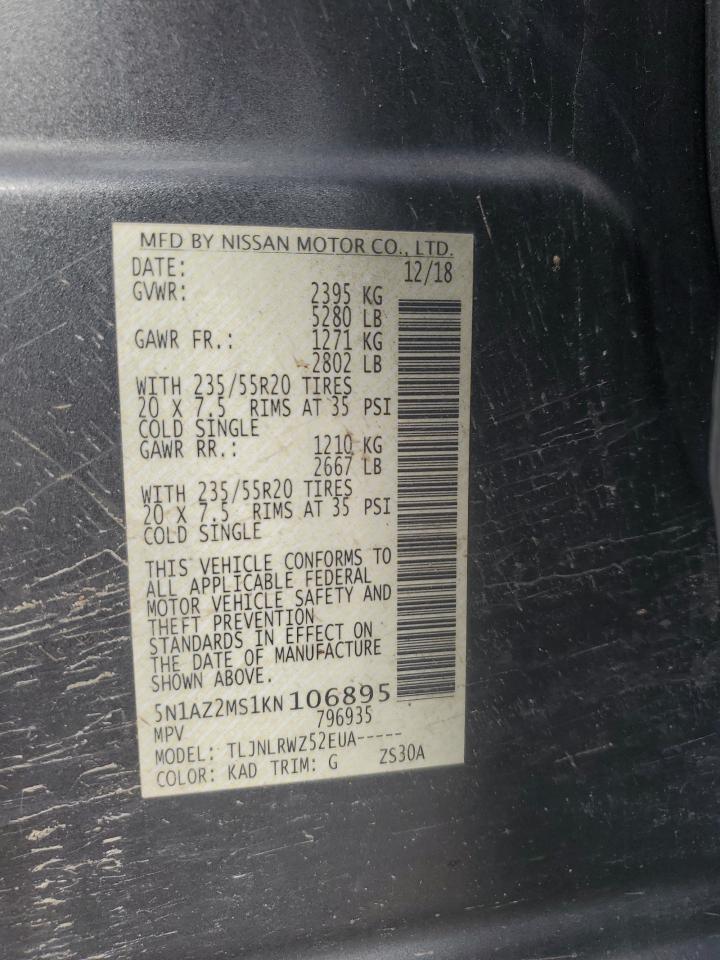 MFD BY NISSAN MOTOR CO., LTD.
DATE: 12/18
GVWR: 2395 KG
5280 LB
GAWR FR.: 1271 KG
2802 LB
WITH 235/55R20 TIRES
20 X 7.5 RIMS AT 35 PSI
COLD SINGLE
GAWR RR.: 1210 KG
2667 LB
WITH 235/55R20 TIRES
20 X 7.5 RIMS AT 35 PSI
COLD SINGLE
THIS VEHICLE CONFORMS TO
ALL APPLICABLE FEDERAL
MOTOR VEHICLE SAFETY AND
THEFT PREVENTION
STANDARDS IN EFFECT ON
THE DATE OF MANUFACTURE
SHOWN ABOVE.
5N1AZ2MS1KN106895
MPV 796935
MODEL: TLJNLRWZ52EUA-----
COLOR: KAD TRIM: G ZS30A